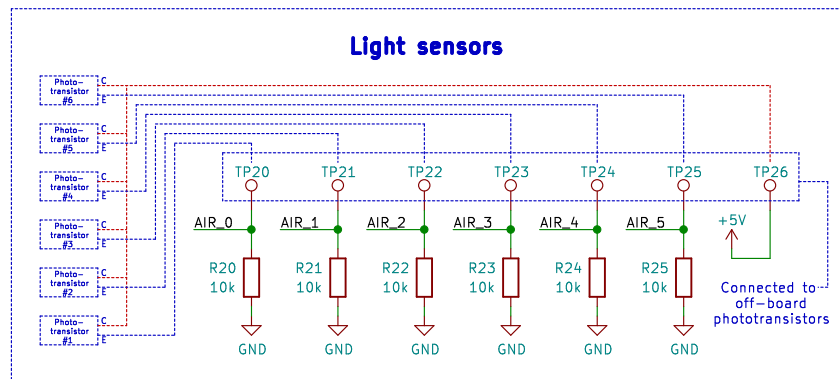 Light sensors
Photo-
transistor
#6
C
E
Photo-
transistor
#5
C
E
Photo-
transistor
#4
C
E
Photo-
transistor
#3
C
E
Photo-
transistor
#2
C
E
Photo-
transistor
#1
C
E
TP20 TP21 TP22 TP23 TP24 TP25 TP26
AIR_0 AIR_1 AIR_2 AIR_3 AIR_4 AIR_5 +5V
R20 R21 R22 R23 R24 R25
10k 10k 10k 10k 10k 10k
GND GND GND GND GND GND
Connected to
off-board
phototransistors